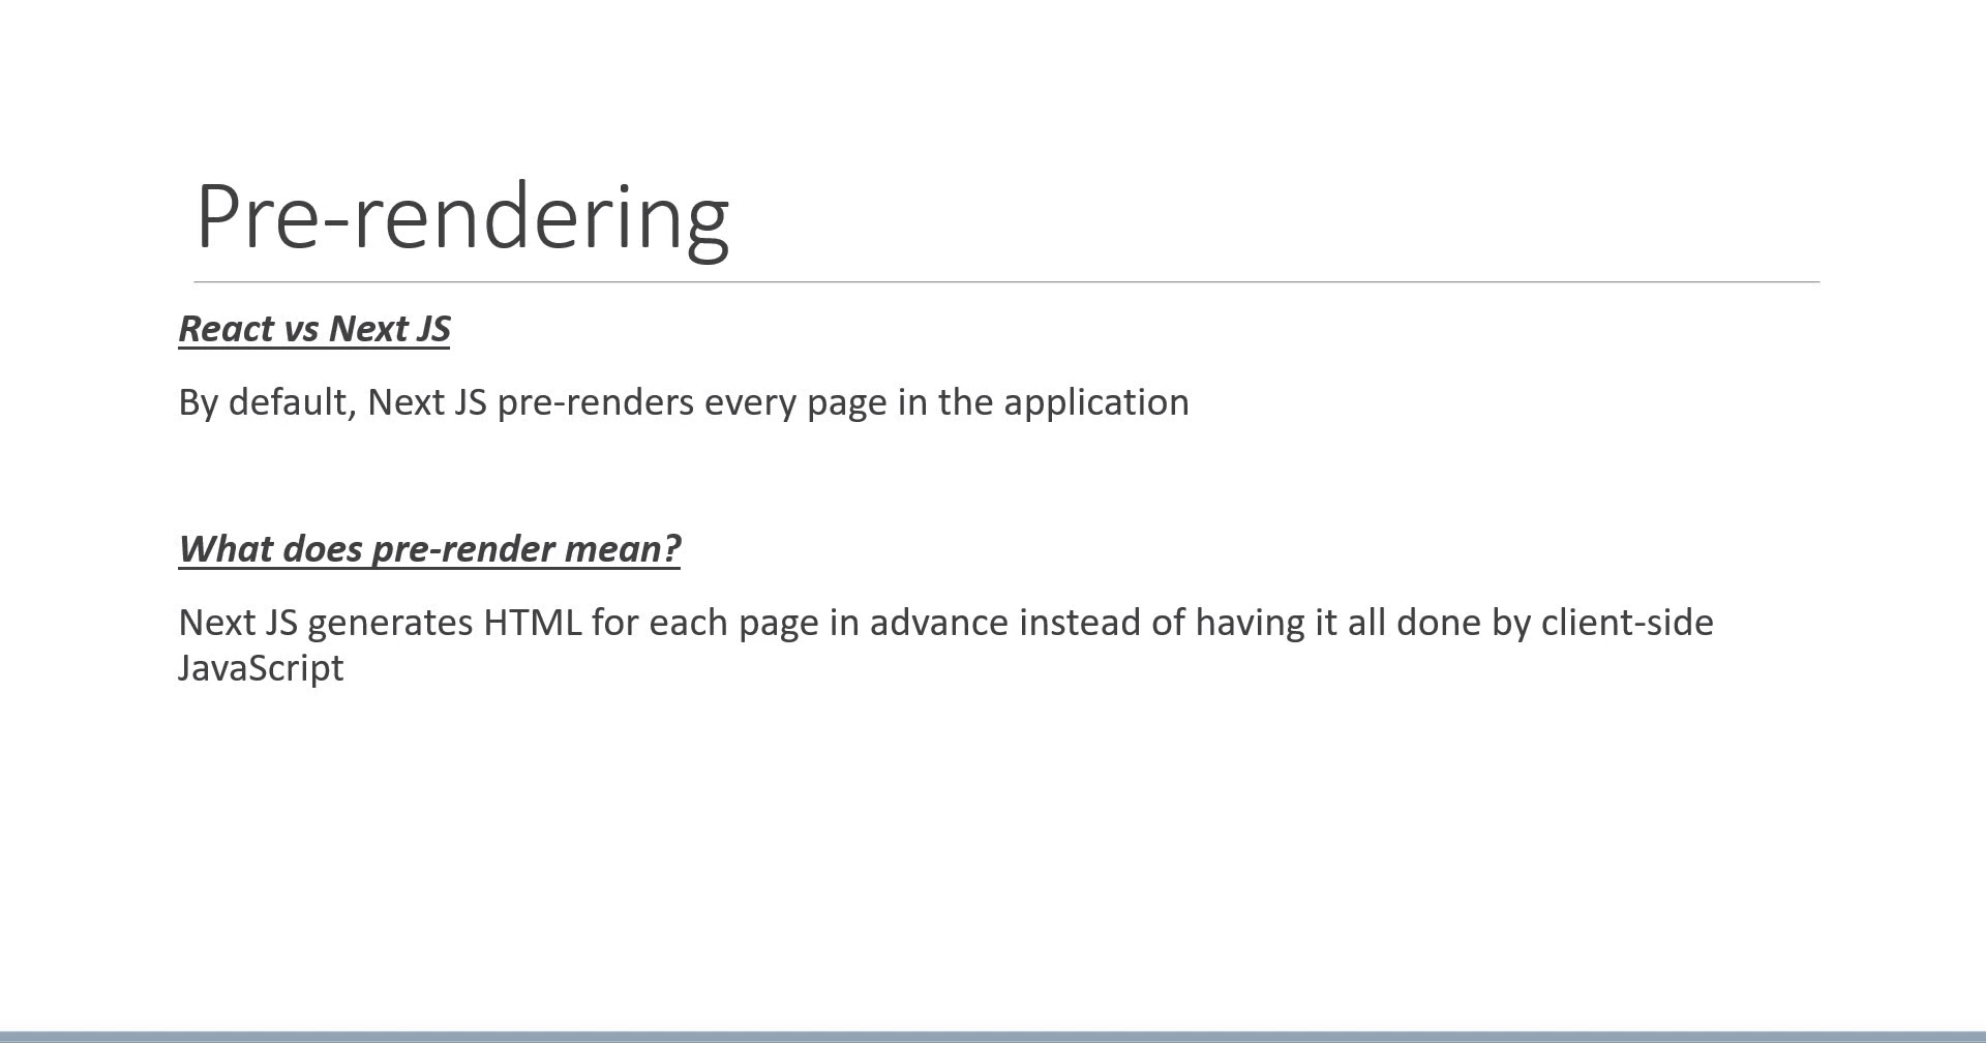 Pre-rendering
React vs Next JS
By default, Next JS pre-renders every page in the application
What does pre-render mean?
Next JS generates HTML for each page in advance instead of having it all done by client-side
JavaScript